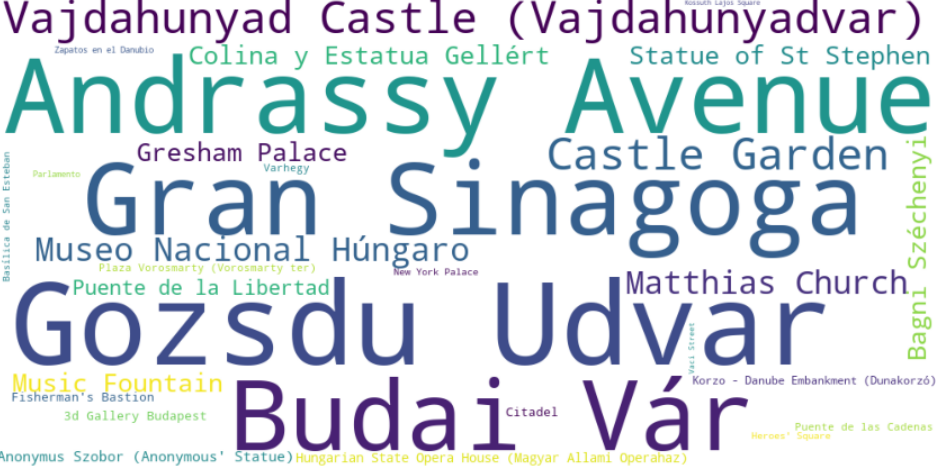 Kossuth Lajos Square
Vajdahunyad Castle (Vajdahunyadvar)
Zapatos en el Danubio
Colina y Estatua Gellért
Statue of St Stephen
Andrassy Avenue
Gresham Palace
Castle Garden
Varhegy
Parlamento
Gran Sinagoga
Basílica de San Esteban
Bagni Széchenyi
Museo Nacional Húngaro
Plaza Vorosmarty (Vorosmarty ter)
New York Palace
Puente de la Libertad
Matthias Church
Gozsdu Udvar
Vaci Street
Music Fountain
Korzo - Danube Embankment (Dunakorzó)
Fisherman's Bastion
3d Gallery Budapest
Budai Vár
Citadel
Puente de las Cadenas
Heroes' Square
Anonymus Szobor (Anonymous' Statue)
Hungarian State Opera House (Magyar Allami Operahaz)